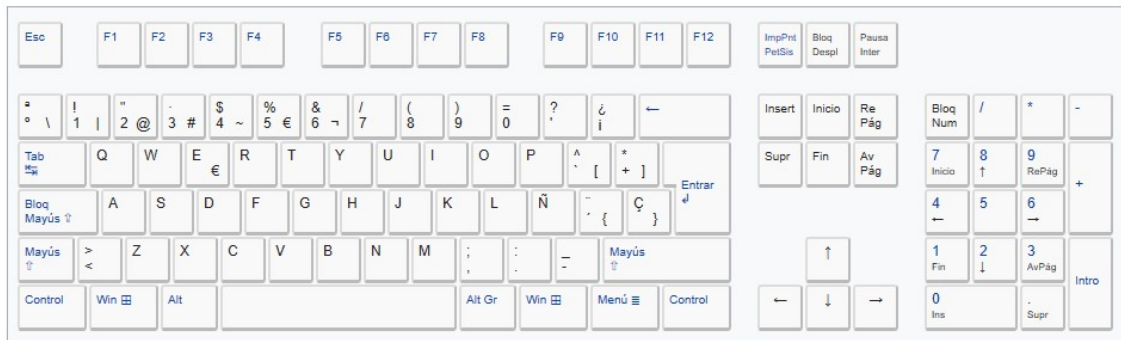 Esc F1 F2 F3 F4 F5 F6 F7 F8 F9 F10 F11 F12 ImpPnt Bloq Pausa
PetSis Despl Inter
ª ! " · $ % & / ( ) = ? ¿ ← Insert Inicio Re Bloq / * -
º \ 1 | 2 @ 3 # 4 ~ 5 € 6 ¬ 7 8 9 0 ' ¡ Pág Num
Tab Q W E R T Y U I O P ^ * Supr Fin Av 7 8 9 +
↹ € ` [ + ] Entrar Pág Inicio ↑ RePág
Bloq A S D F G H J K L Ñ ¨ Ç ↲ 4 5 6
Mayús ⇧ ´ { } ← →
Mayús > Z X C V B N M ; : _ Mayús ↑ 1 2 3 Intro
⇧ < , . - ⇧ Fin ↓ AvPág
Control Win ⊞ Alt Alt Gr Win ⊞ Menú ≣ Control ← ↓ → 0 .
Ins Supr